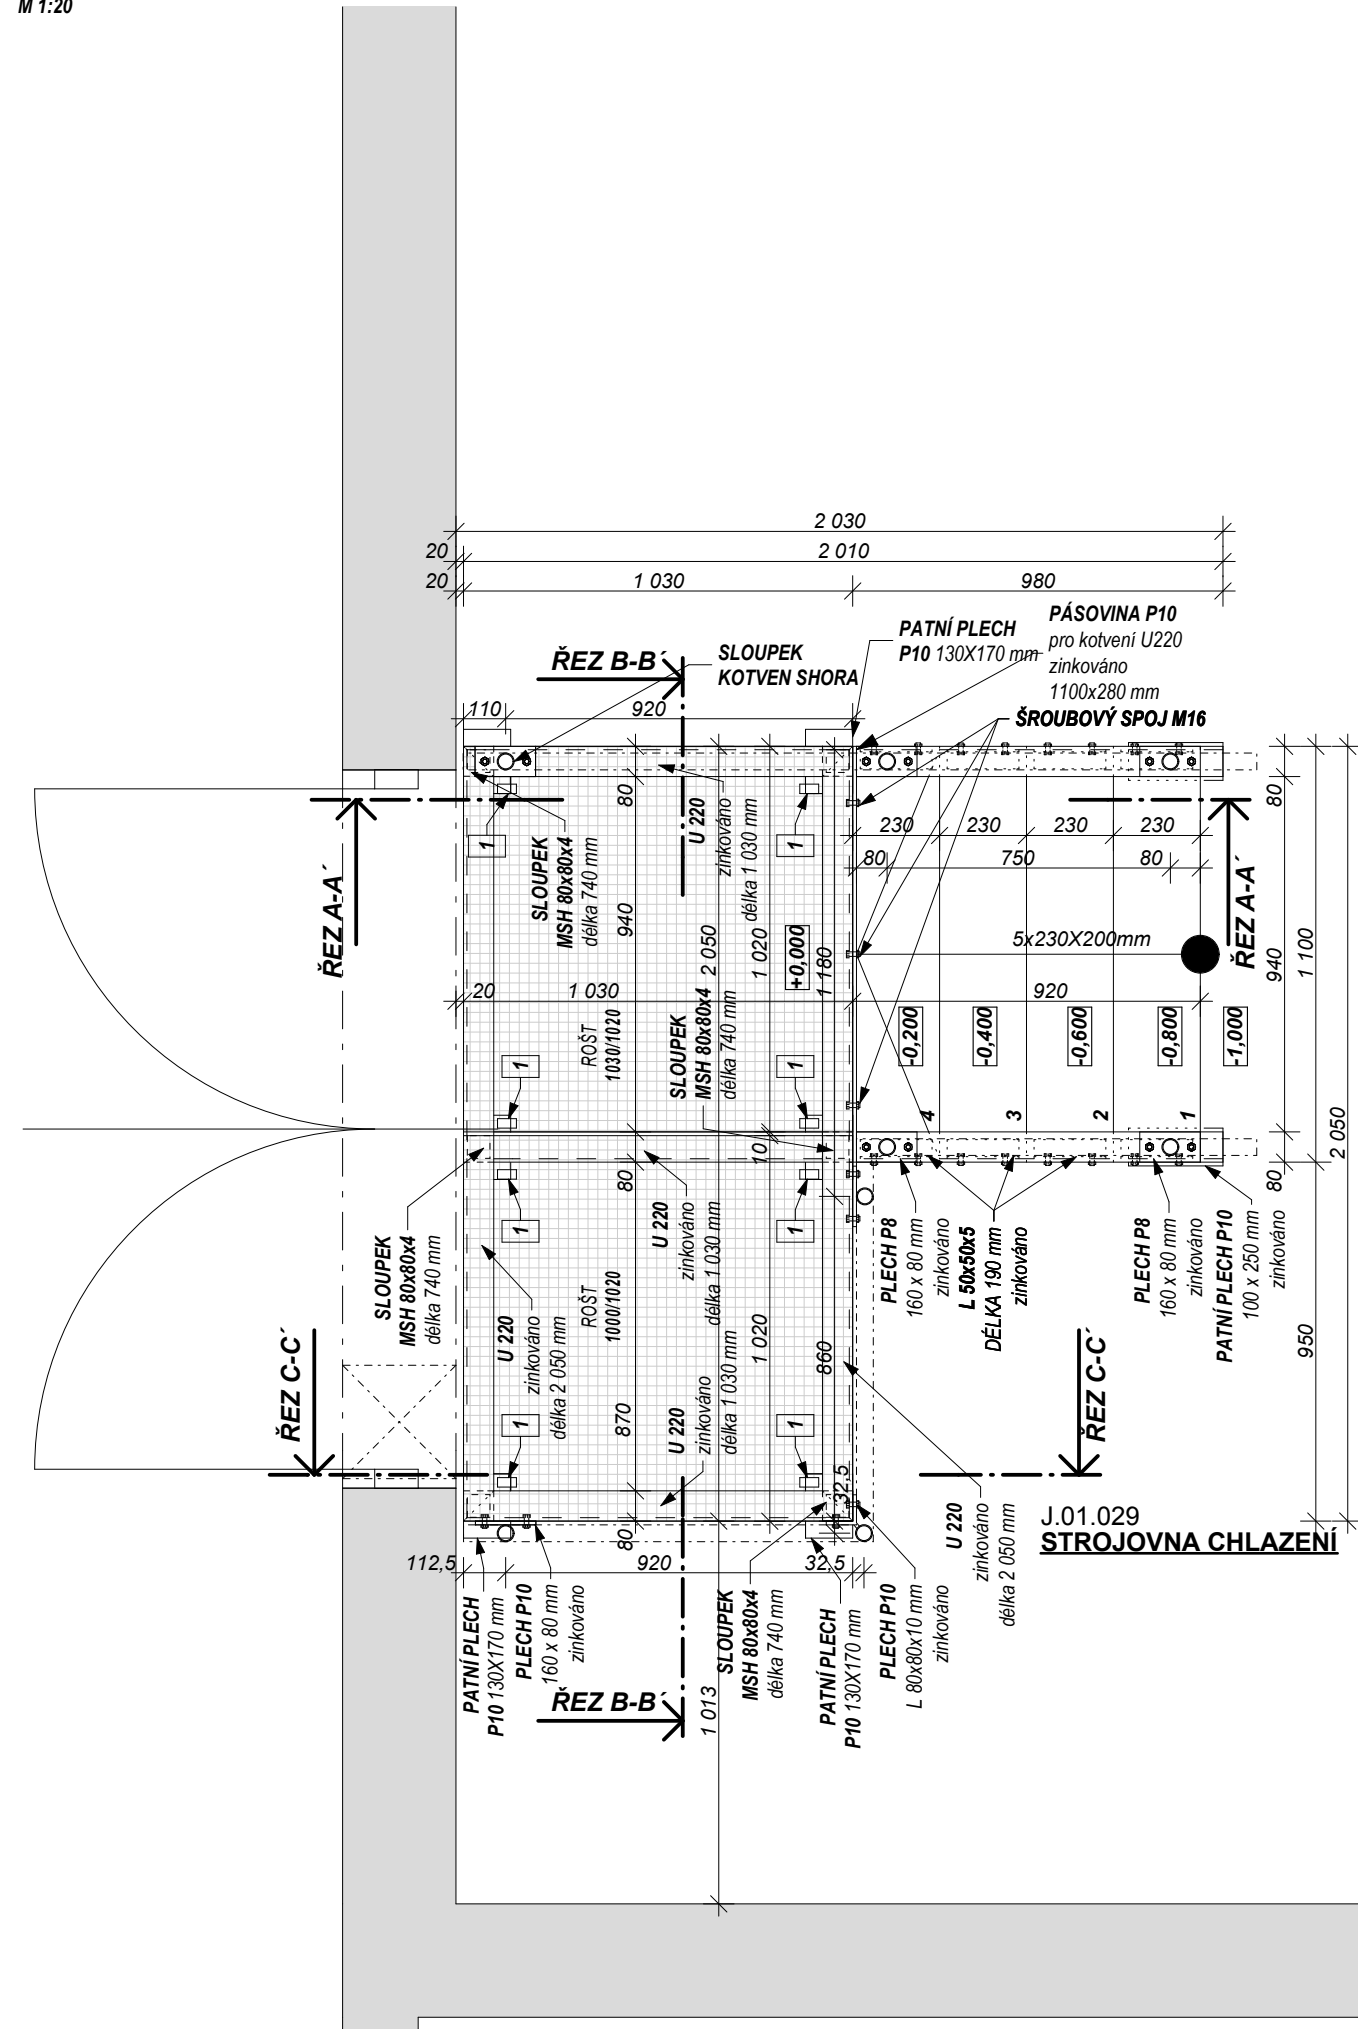 M 1:20
2 030
20
2 010
20
1 030
980
PATNÍ PLECH
P10 130X170 mm
PÁSOVINA P10
pro kotvení U220
zinkováno
1100x280 mm
ŘEZ B-B´
SLOUPEK
KOTVEN SHORA
ŠROUBOVÝ SPOJ M16
110
920
80
U 220
zinkováno
délka 1 030 mm
80
230
230
230
230
80
750
80
1
1
SLOUPEK
MSH 80x80x4
délka 740 mm
ŘEZ A-A´
ŘEZ A-A´
940
2 050
1 020
+0,000
1 180
5x230X200mm
940
1 100
20
1 030
920
ROŠT
1030/1020
SLOUPEK
MSH 80x80x4
délka 740 mm
-0,200
-0,400
-0,600
-0,800
-1,000
1
1
4
3
2
1
2 050
10
80
80
1
1
U 220
zinkováno
délka 1 030 mm
SLOUPEK
MSH 80x80x4
délka 740 mm
PLECH P8
160 x 80 mm
zinkováno
L 50x50x5
DÉLKA 190 mm
zinkováno
PLECH P8
160 x 80 mm
zinkováno
PATNÍ PLECH P10
100 x 250 mm
zinkováno
U 220
zinkováno
délka 2 050 mm
ROŠT
1000/1020
1 020
860
950
ŘEZ C-C´
ŘEZ C-C´
1
870
U 220
zinkováno
délka 1 030 mm
1
32,5
80
U 220
zinkováno
délka 2 050 mm
J.01.029
STROJOVNA CHLAZENÍ
112,5
920
32,5
PATNÍ PLECH
P10 130X170 mm
PLECH P10
160 x 80 mm
zinkováno
SLOUPEK
MSH 80x80x4
délka 740 mm
PATNÍ PLECH
P10 130X170 mm
PLECH P10
L 80x80x10 mm
zinkováno
ŘEZ B-B´
1 013